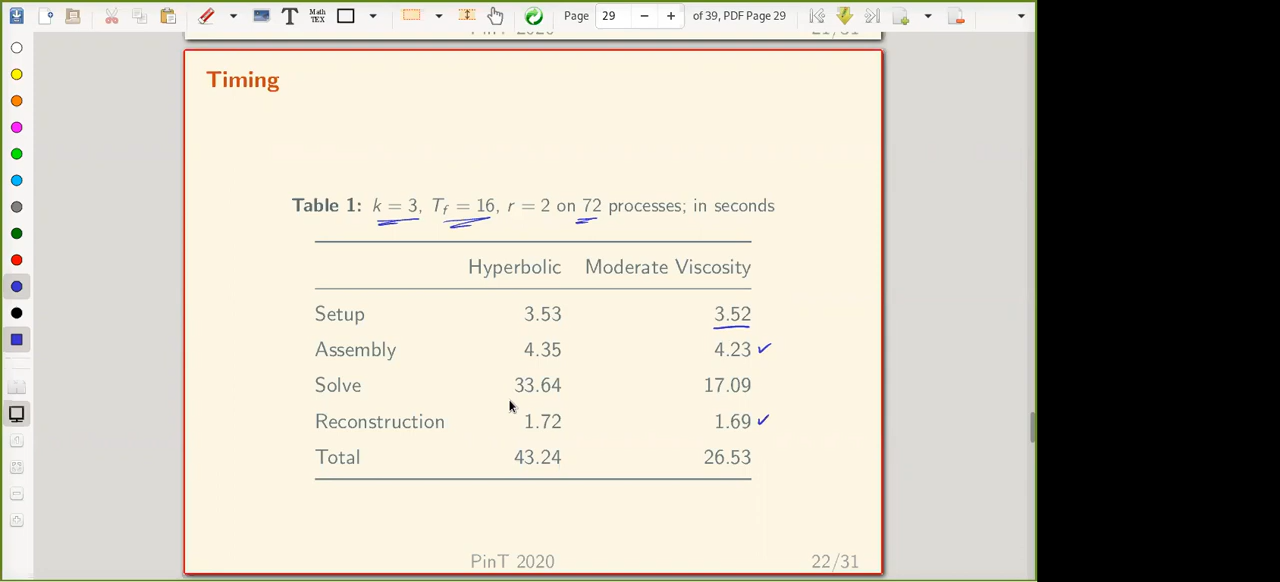 T Math TEX Page 29 of 39, PDF Page 29
Timing
Table 1: k = 3, T_f = 16, r = 2 on 72 processes; in seconds
Hyperbolic Moderate Viscosity
Setup 3.53 3.52
Assembly 4.35 4.23 ✓
Solve 33.64 17.09
Reconstruction 1.72 1.69 ✓
Total 43.24 26.53
PinT 2020 22/31